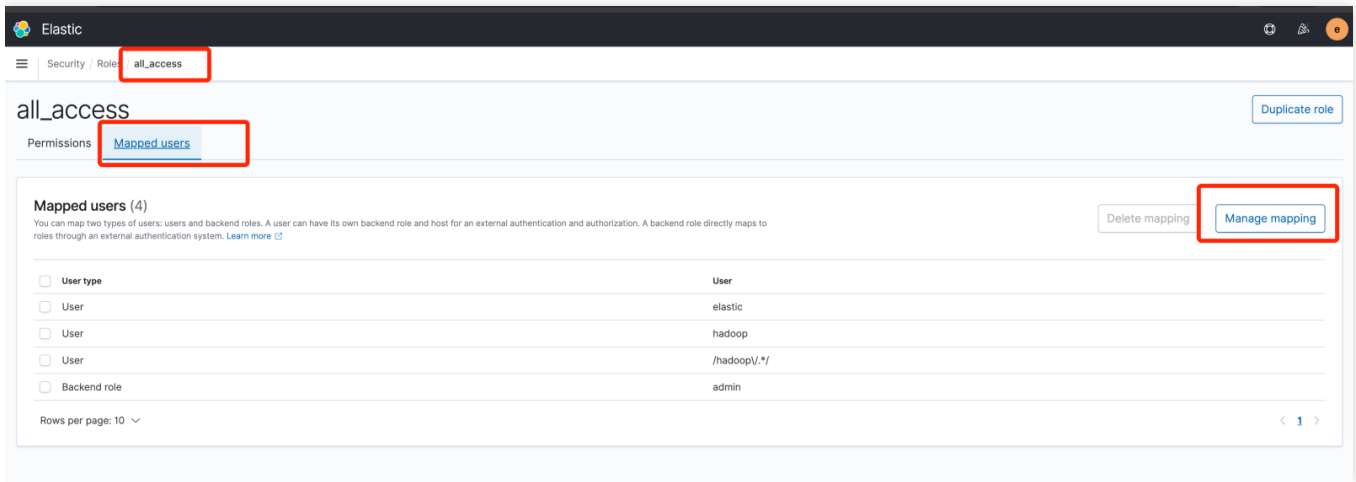 Elastic
e
Security / Roles / all_access
all_access
Duplicate role
Permissions
Mapped users
Mapped users (4)
You can map two types of users: users and backend roles. A user can have its own backend role and host for an external authentication and authorization. A backend role directly maps to
roles through an external authentication system. Learn more
Delete mapping
Manage mapping
User type User
User elastic
User hadoop
User /hadoop\/.*/
Backend role admin
Rows per page: 10
< 1 >